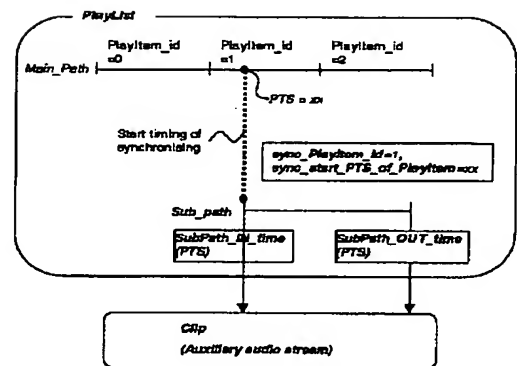 PlayList
PlayItem_id
=0
PlayItem_id
=1
PlayItem_id
=2
Main_Path
PTS = xx
Start timing of
synchronising
sync_PlayItem_id=1,
sync_start_PTS_of_PlayItem=xx
Sub_path
SubPath_IN_time
(PTS)
SubPath_OUT_time
(PTS)
Clip
(Auxiliary audio stream)